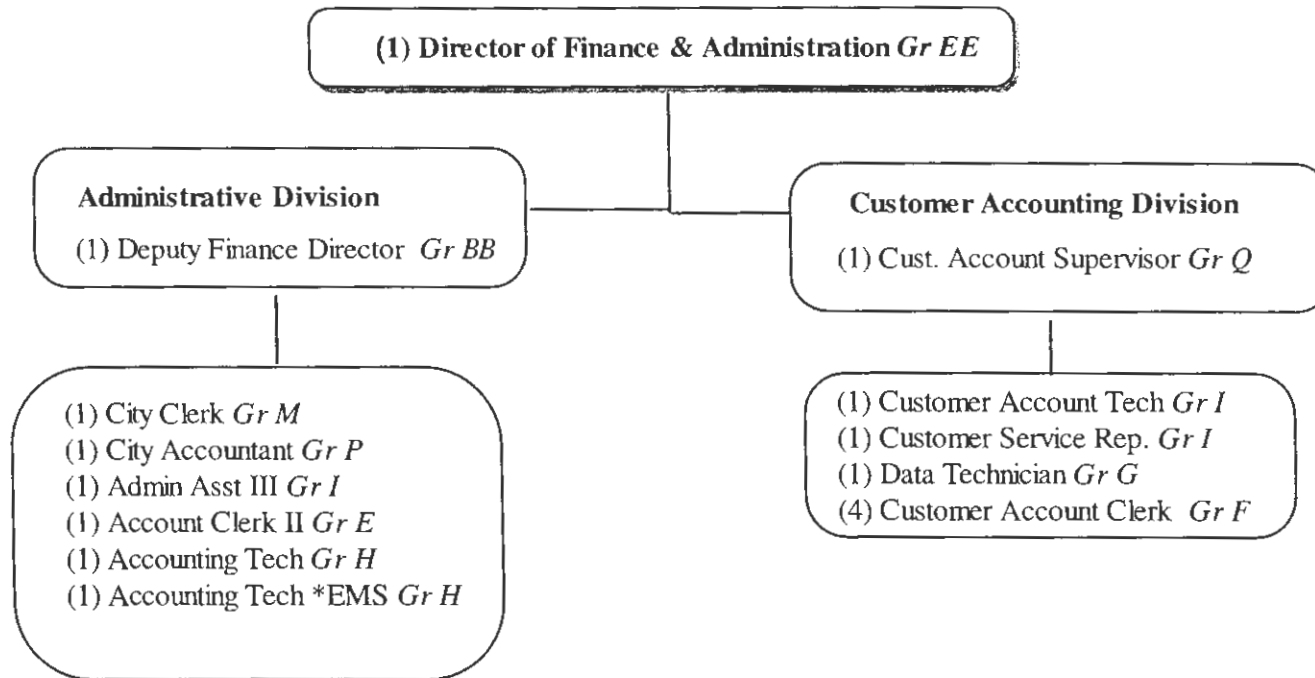 (1) Director of Finance & Administration Gr EE
Administrative Division
(1) Deputy Finance Director Gr BB
Customer Accounting Division
(1) Cust. Account Supervisor Gr Q
(1) City Clerk Gr M
(1) City Accountant Gr P
(1) Admin Asst III Gr I
(1) Account Clerk II Gr E
(1) Accounting Tech Gr H
(1) Accounting Tech *EMS Gr H
(1) Customer Account Tech Gr I
(1) Customer Service Rep. Gr I
(1) Data Technician Gr G
(4) Customer Account Clerk Gr F